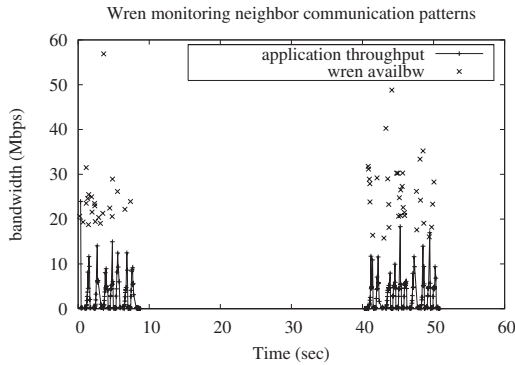 Wren monitoring neighbor communication patterns
60
50
40
30
20
10
0
bandwidth (Mbps)
application throughput
wren availbw
0 10 20 30 40 50 60
Time (sec)